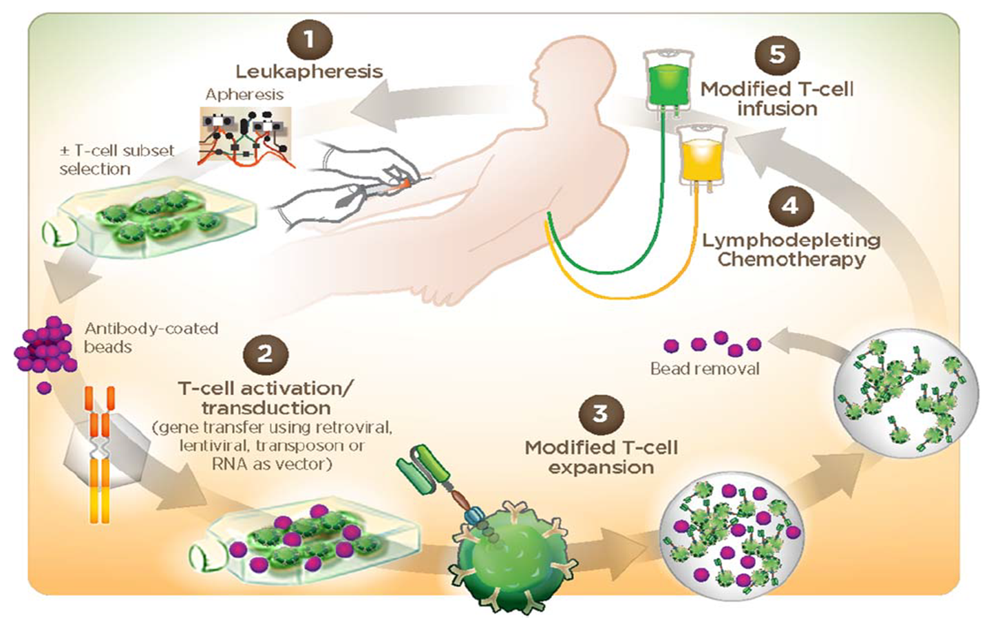 1
Leukapheresis
Apheresis
± T-cell subset
selection
Antibody-coated
beads
2
T-cell activation/
transduction
(gene transfer using retroviral,
lentiviral, transposon or
RNA as vector)
3
Modified T-cell
expansion
Bead removal
4
Lymphodepleting
Chemotherapy
5
Modified T-cell
infusion